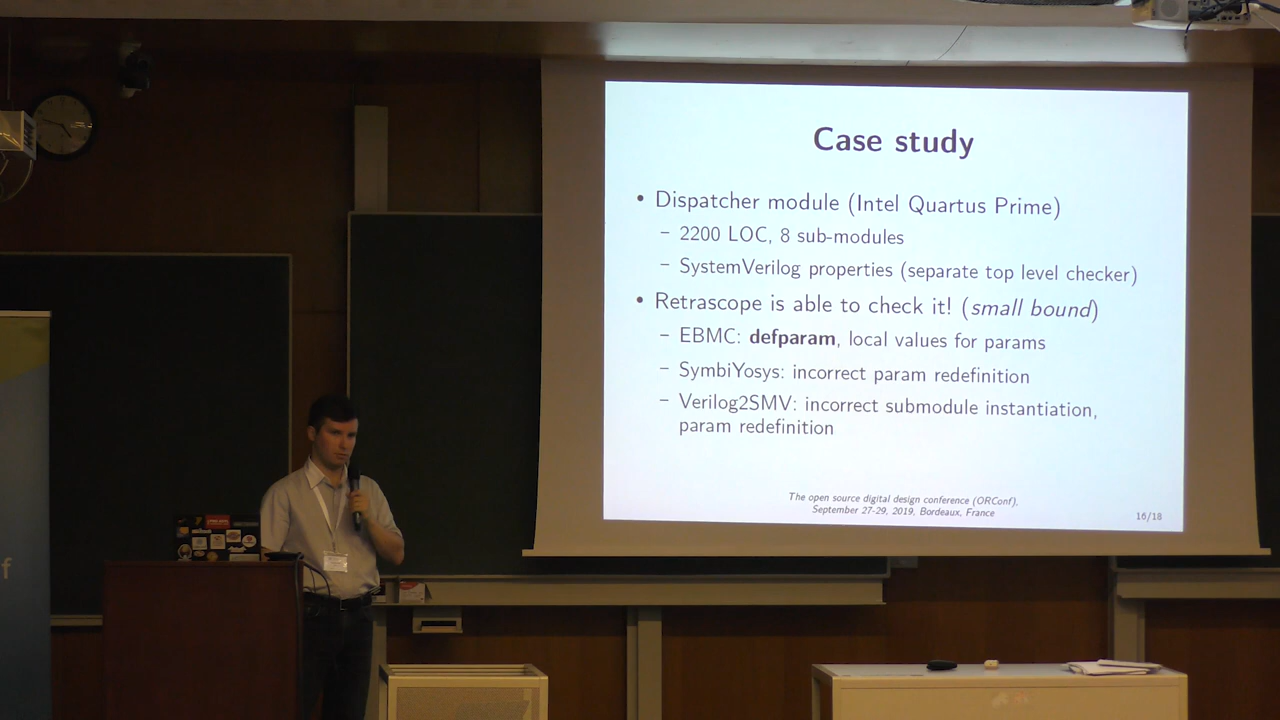 Case study
• Dispatcher module (Intel Quartus Prime)
– 2200 LOC, 8 sub-modules
– SystemVerilog properties (separate top level checker)
• Retrascope is able to check it! (small bound)
– EBMC: defparam, local values for params
– SymbiYosys: incorrect param redefinition
– Verilog2SMV: incorrect submodule instantiation,
param redefinition
The open source digital design conference (ORConf),
September 27-29, 2019, Bordeaux, France
16/18
f